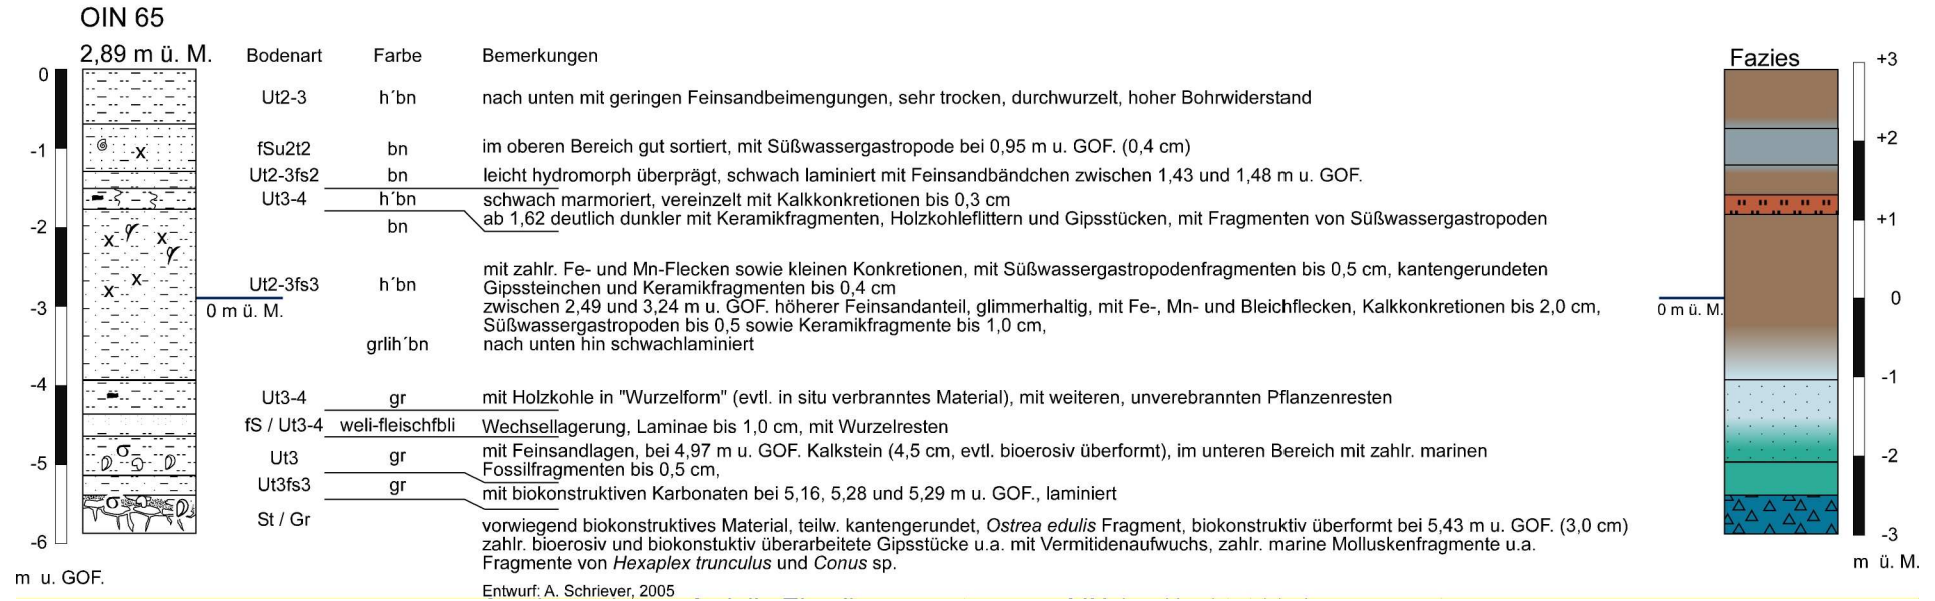 OIN 65
2,89 m ü. M. Bodenart Farbe Bemerkungen Fazies
0 +3
Ut2-3 h´bn nach unten mit geringen Feinsandbeimengungen, sehr trocken, durchwurzelt, hoher Bohrwiderstand
+2
-1 fSu2t2 bn im oberen Bereich gut sortiert, mit Süßwassergastropode bei 0,95 m u. GOF. (0,4 cm)
x
Ut2-3fs2 bn leicht hydromorph überprägt, schwach laminiert mit Feinsandbändchen zwischen 1,43 und 1,48 m u. GOF.
Ut3-4 h´bn schwach marmoriert, vereinzelt mit Kalkkonkretionen bis 0,3 cm
-2 bn ab 1,62 deutlich dunkler mit Keramikfragmenten, Holzkohleflittern und Gipsstücken, mit Fragmenten von Süßwassergastropoden +1
x x
mit zahlr. Fe- und Mn-Flecken sowie kleinen Konkretionen, mit Süßwassergastropodenfragmenten bis 0,5 cm, kantengerundeten
x Ut2-3fs3 h´bn Gipssteinchen und Keramikfragmenten bis 0,4 cm
x 0
-3 0 m ü. M. zwischen 2,49 und 3,24 m u. GOF. höherer Feinsandanteil, glimmerhaltig, mit Fe-, Mn- und Bleichflecken, Kalkkonkretionen bis 2,0 cm, 0 m ü. M.
Süßwassergastropoden bis 0,5 sowie Keramikfragmente bis 1,0 cm,
grlih´bn nach unten hin schwachlaminiert
-4 -1
Ut3-4 gr mit Holzkohle in "Wurzelform" (evtl. in situ verbranntes Material), mit weiteren, unverebrannten Pflanzenresten
fS / Ut3-4 weli-fleischfbli Wechsellagerung, Laminae bis 1,0 cm, mit Wurzelresten
-5 Ut3 gr mit Feinsandlagen, bei 4,97 m u. GOF. Kalkstein (4,5 cm, evtl. bioerosiv überformt), im unteren Bereich mit zahlr. marinen -2
Fossilfragmenten bis 0,5 cm,
Ut3fs3 gr mit biokonstruktiven Karbonaten bei 5,16, 5,28 und 5,29 m u. GOF., laminiert
St / Gr vorwiegend biokonstruktives Material, teilw. kantengerundet, Ostrea edulis Fragment, biokonstruktiv überformt bei 5,43 m u. GOF. (3,0 cm)
-6 zahlr. bioerosiv und biokonstuktiv überarbeitete Gipsstücke u.a. mit Vermitidenaufwuchs, zahlr. marine Molluskenfragmente u.a. -3
Fragmente von Hexaplex trunculus und Conus sp. m ü. M.
m u. GOF.
Entwurf: A. Schriever, 2005